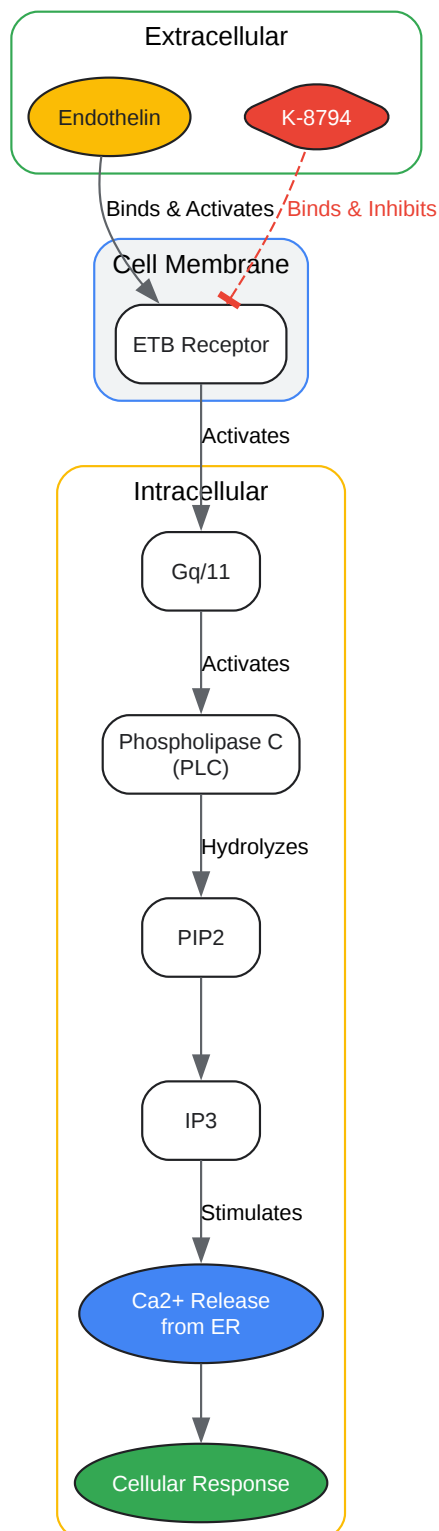 Extracellular
Endothelin
K-8794
Binds & Activates
Binds & Inhibits
Cell Membrane
ETB Receptor
Activates
Intracellular
Gq/11
Activates
Phospholipase C
(PLC)
Hydrolyzes
PIP2
IP3
Stimulates
Ca2+ Release
from ER
Cellular Response